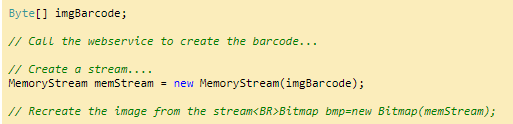 Byte[] imgBarcode;
// Call the webservice to create the barcode...
// Create a stream....
MemoryStream memStream = new MemoryStream(imgBarcode);
// Recreate the image from the stream<BR>Bitmap bmp=new Bitmap(memStream);